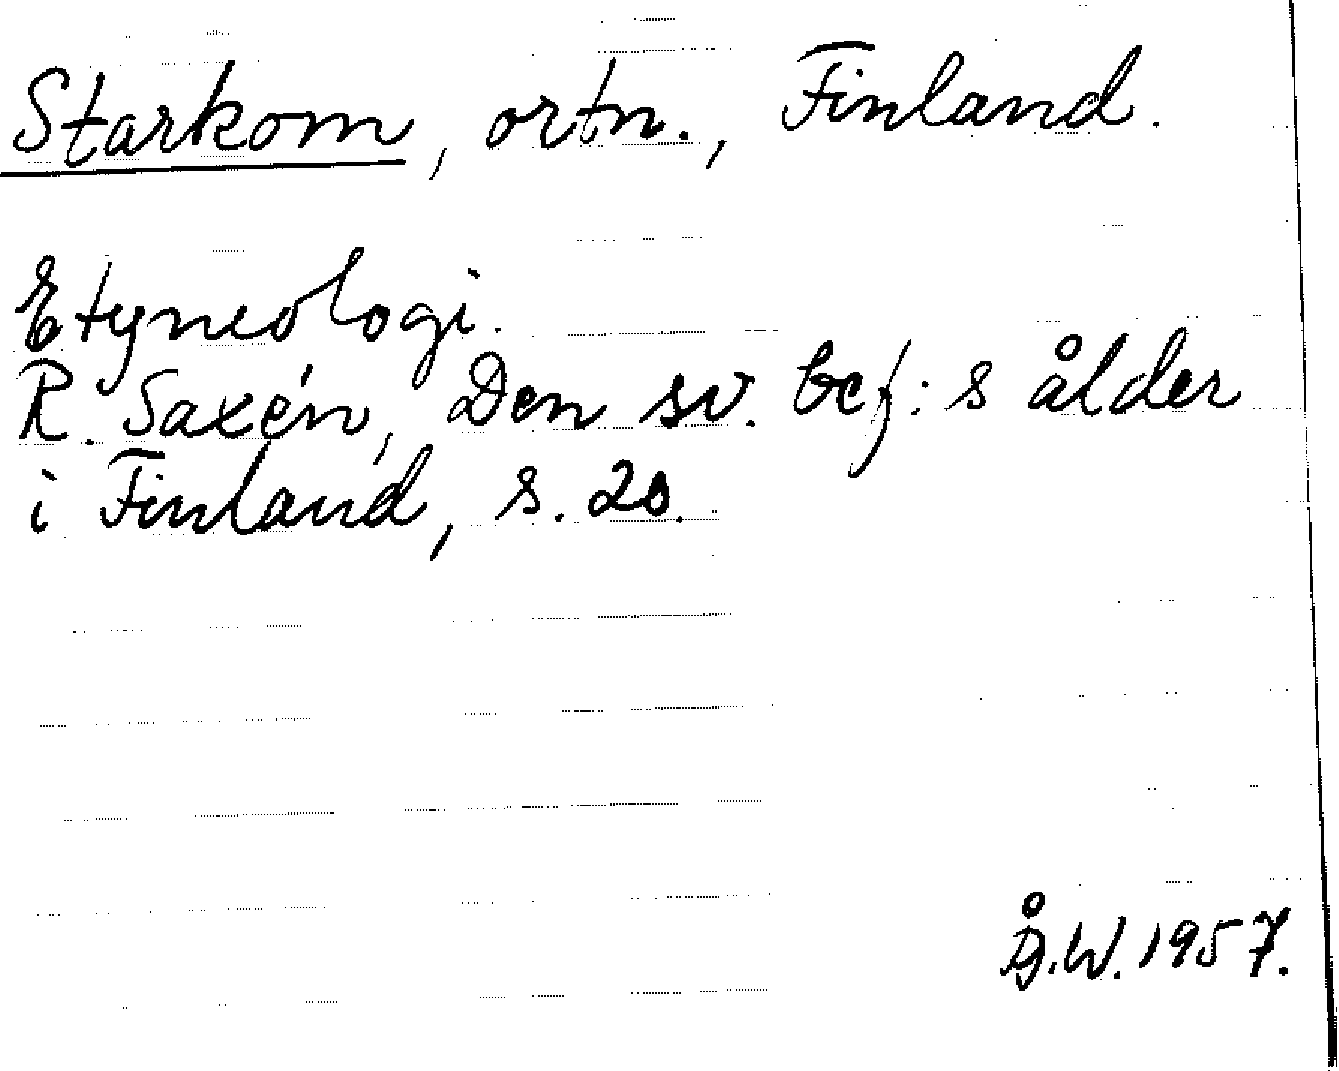 Starkom, ortn., Finland.
Etymologi.
R. Saxén, Den sv. bef:s ålder
i Finland, s. 20.
Å.W. 1957.